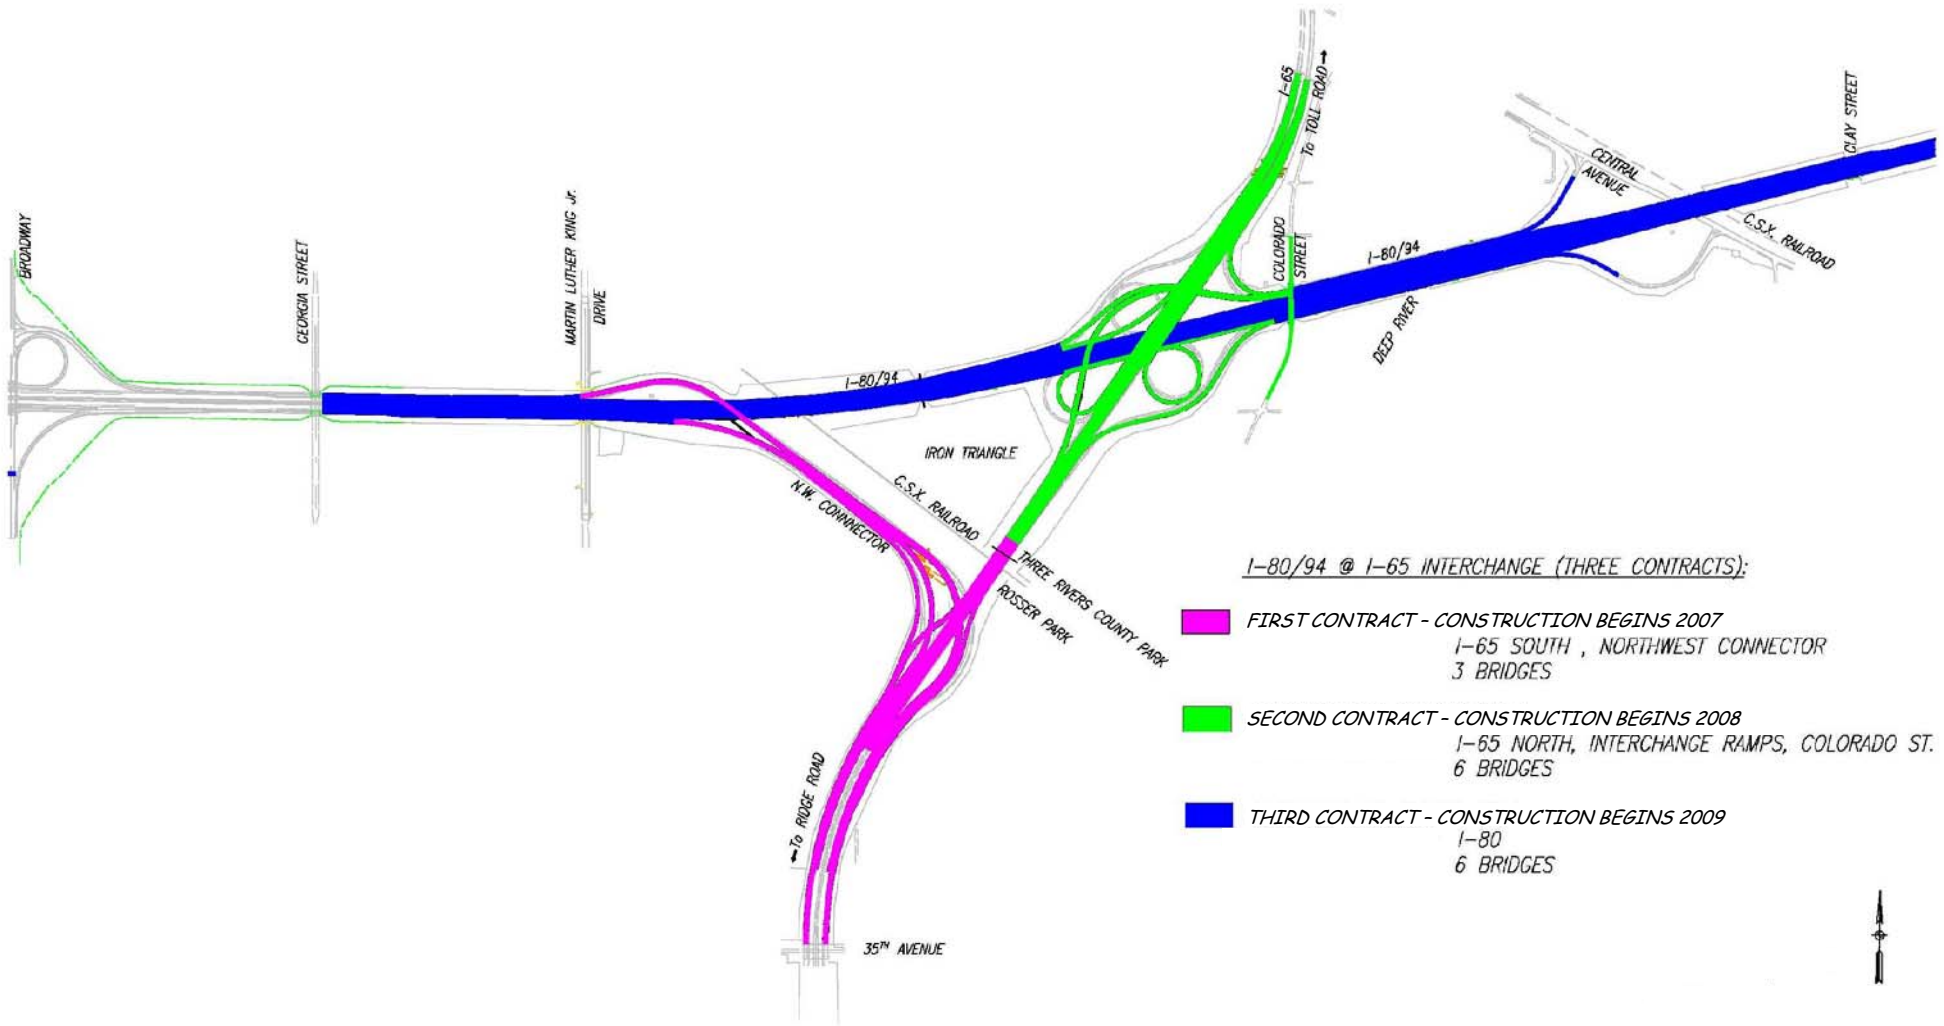 I-65
To TOLL ROAD→
CLAY STREET
CENTRAL
AVENUE
C.S.X. RAILROAD
BROADWAY
GEORGIA STREET
MARTIN LUTHER KING Jr.
DRIVE
COLORADO
STREET
I-80/94
DEEP RIVER
I-80/94
IRON TRIANGLE
C.S.X. RAILROAD
N.W. CONNNECTOR
THREE RIVERS COUNTY PARK
ROSSER PARK
I-80/94 @ I-65 INTERCHANGE (THREE CONTRACTS):
FIRST CONTRACT - CONSTRUCTION BEGINS 2007
I-65 SOUTH , NORTHWEST CONNECTOR
3 BRIDGES
SECOND CONTRACT - CONSTRUCTION BEGINS 2008
I-65 NORTH, INTERCHANGE RAMPS, COLORADO ST.
6 BRIDGES
THIRD CONTRACT - CONSTRUCTION BEGINS 2009
I-80
6 BRIDGES
←To RIDGE ROAD
35TH AVENUE